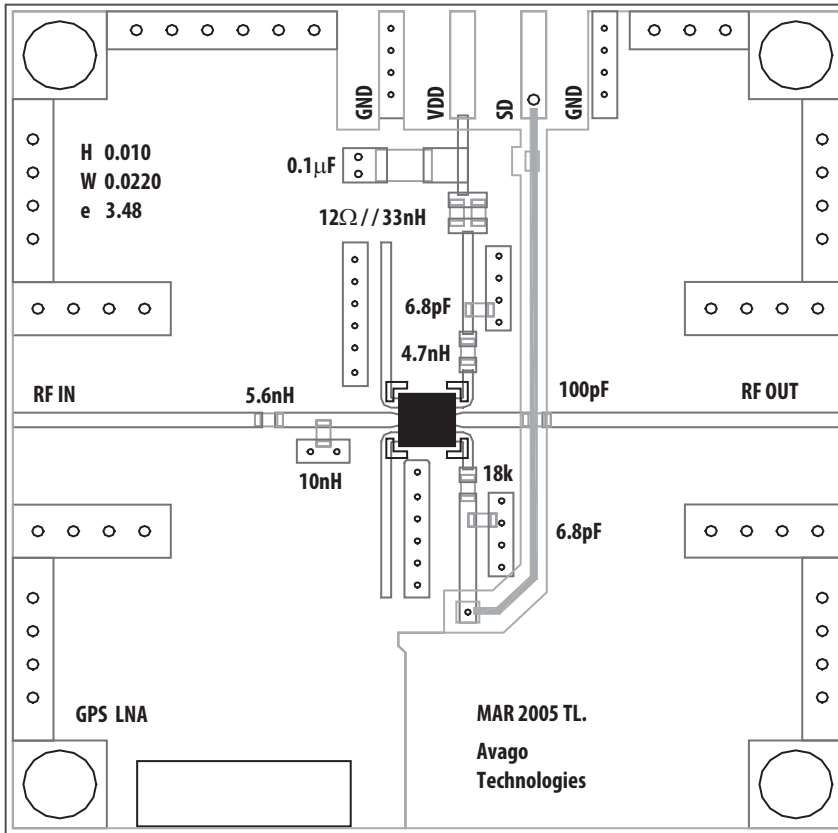 GND
VDD
SD
GND
H 0.010
W 0.0220
e 3.48
0.1μF
12Ω//33nH
6.8pF
4.7nH
RF IN
5.6nH
100pF
RF OUT
10nH
18k
6.8pF
GPS LNA
MAR 2005 TL.
Avago
Technologies